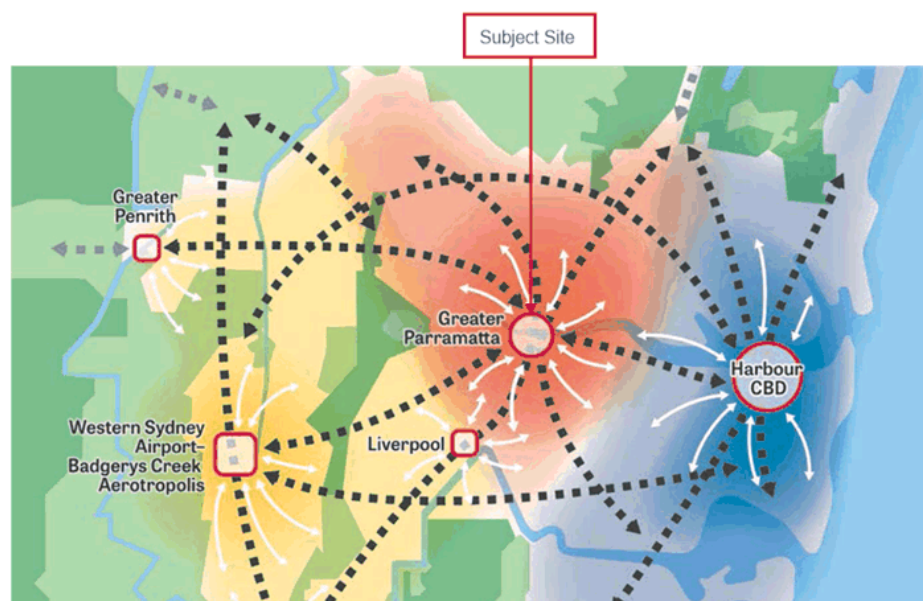 Subject Site
Greater
Penrith
Greater
Parramatta
Harbour
CBD
Western Sydney
Airport–
Badgerys Creek
Aerotropolis
Liverpool